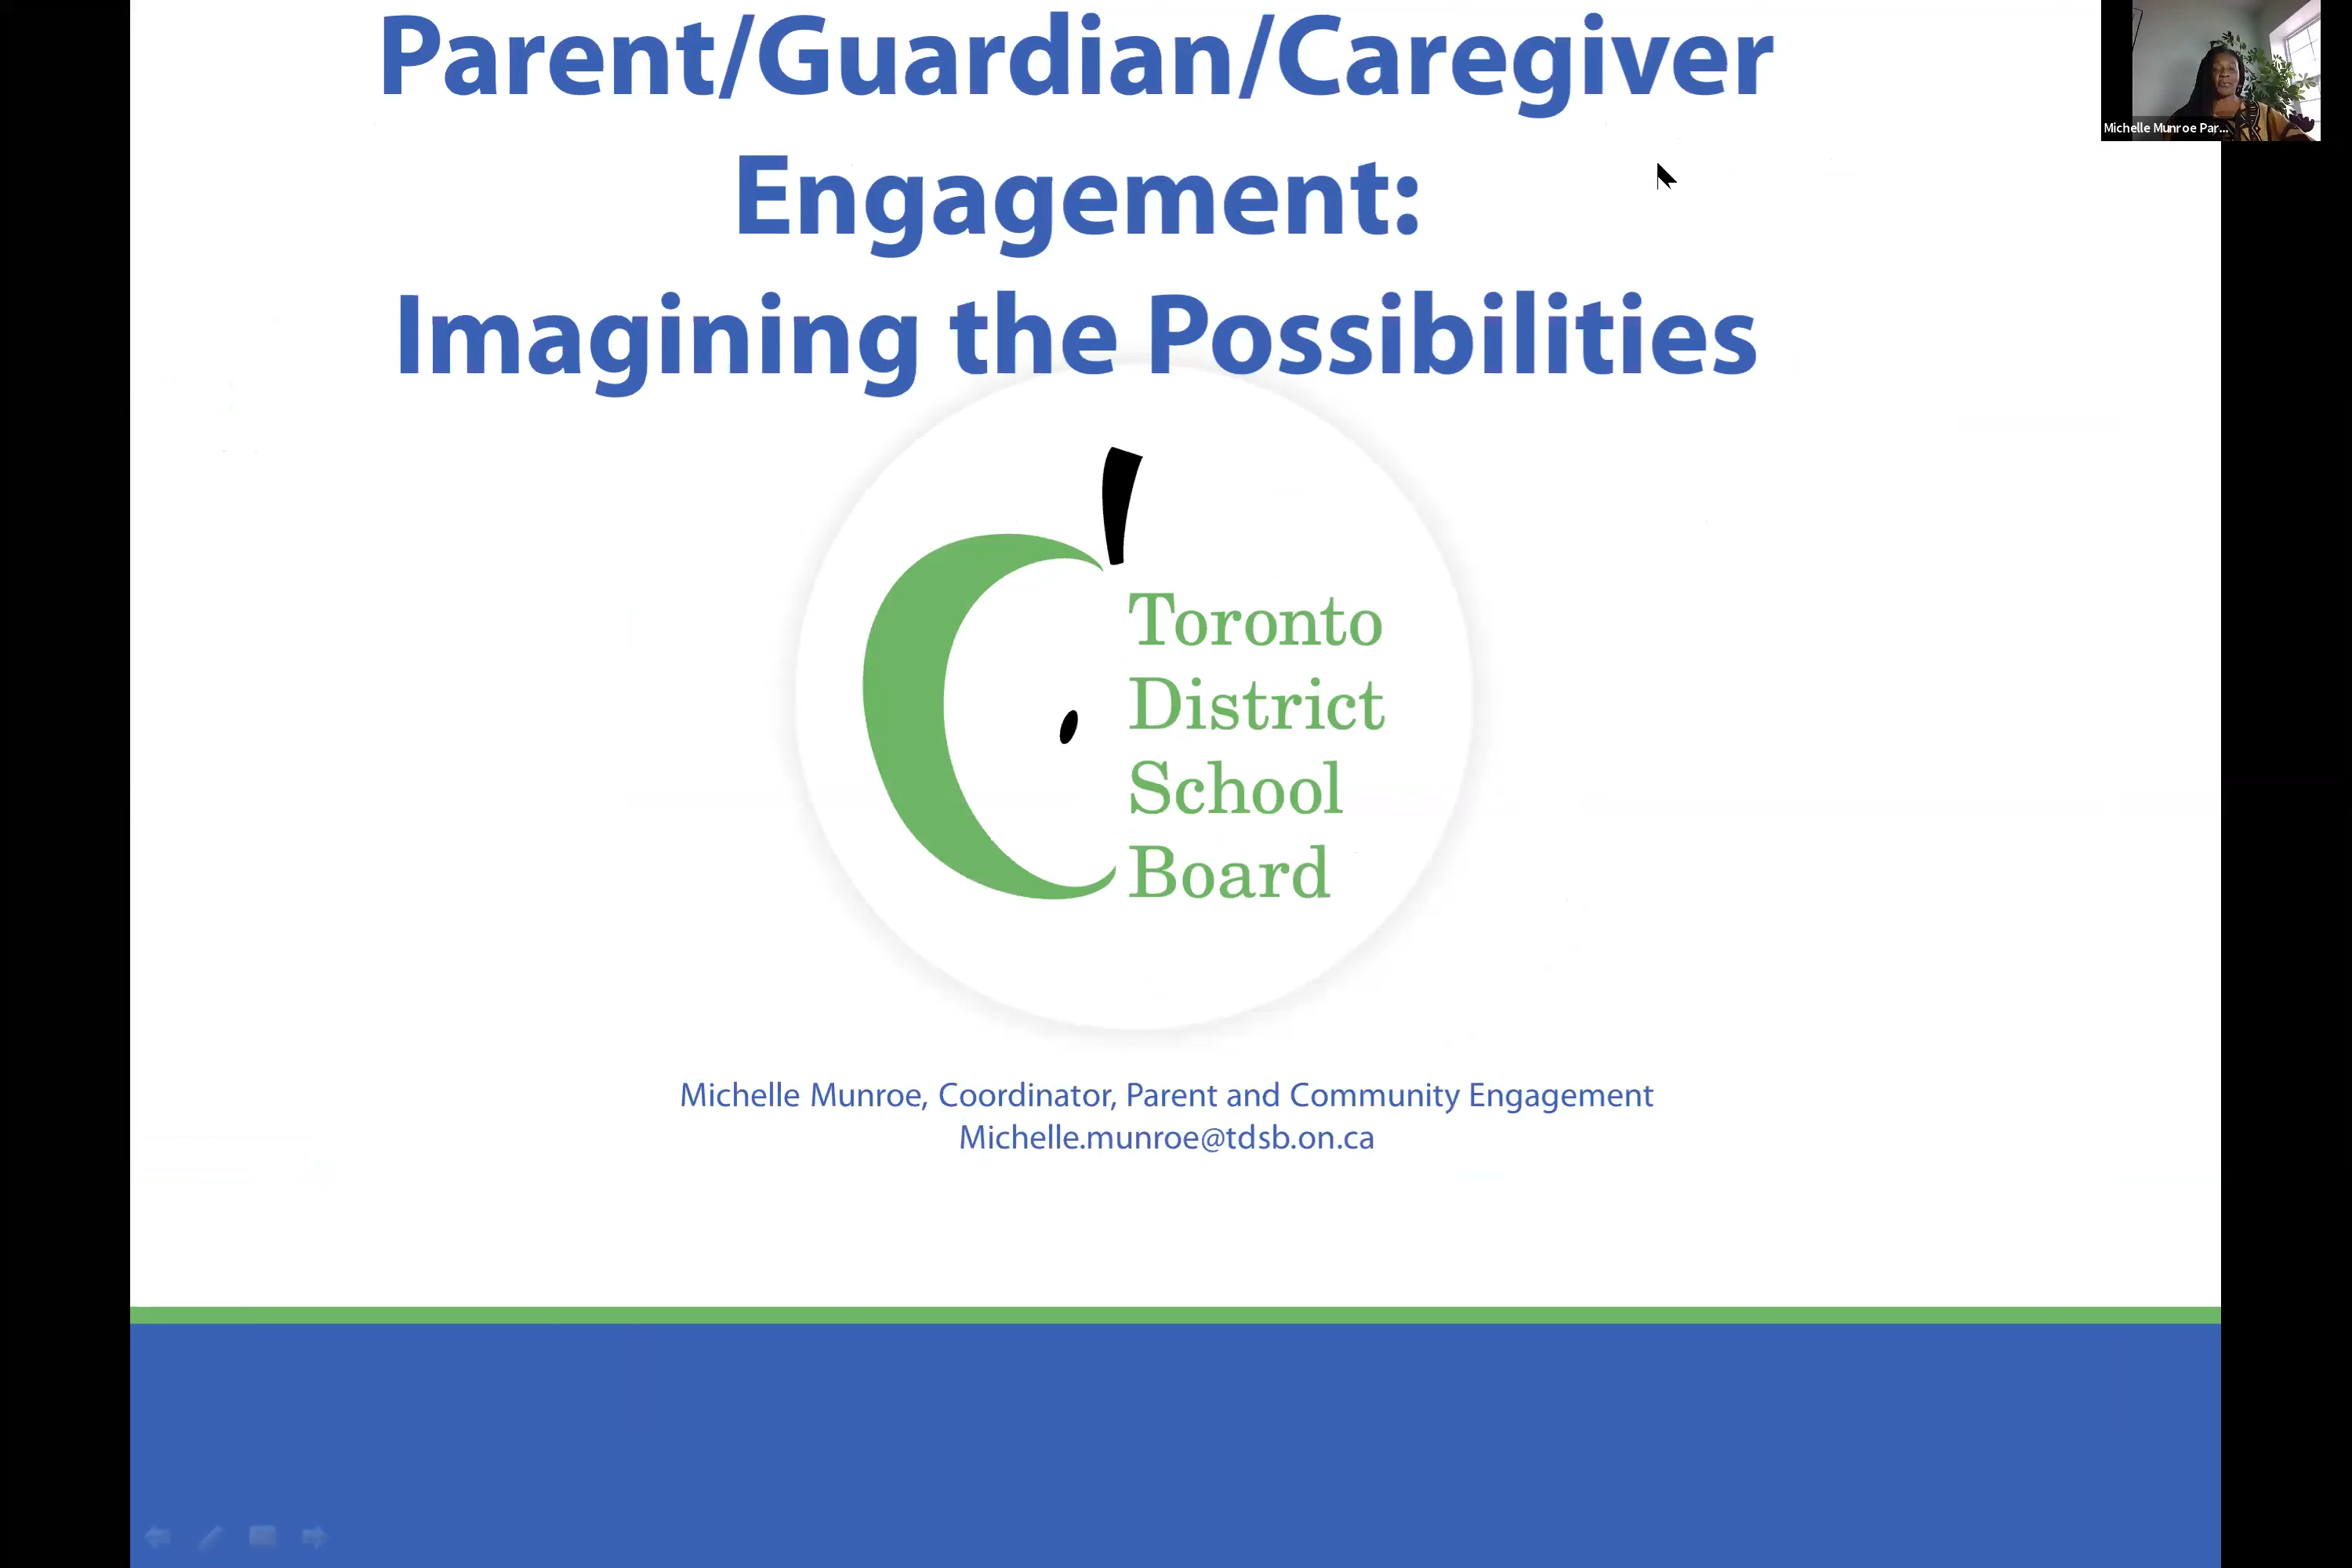 Parent/Guardian/Caregiver
Engagement:
Imagining the Possibilities
Michelle Munroe Par...
Toronto
District
School
Board
Michelle Munroe, Coordinator, Parent and Community Engagement
Michelle.munroe@tdsb.on.ca